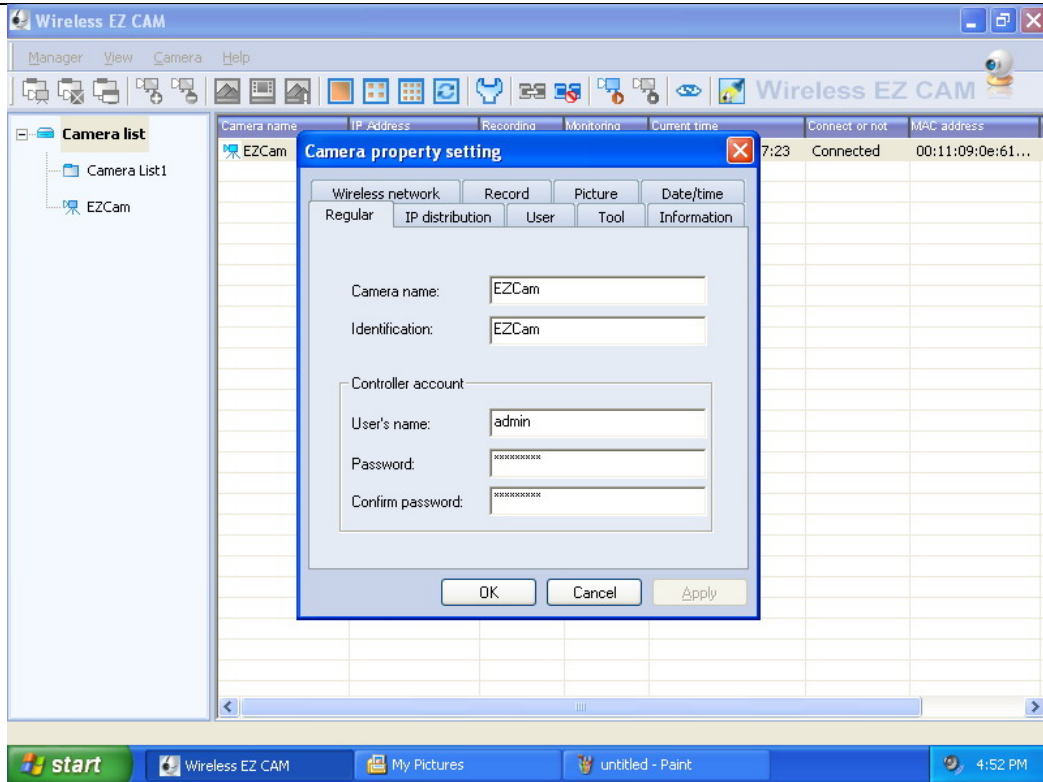 Wireless EZ CAM
Manager View Camera Help
Wireless EZ CAM
Camera list
Camera List1
EZCam
Camera name IP Address Recording Monitoring Current time Connect or not MAC address
EZCam 7:23 Connected 00:11:09:0e:61...
Camera property setting
Wireless network Record Picture Date/time
Regular IP distribution User Tool Information
Camera name: EZCam
Identification: EZCam
Controller account
User's name: admin
Password: *********
Confirm password: *********
OK Cancel Apply
start Wireless EZ CAM My Pictures untitled - Paint 4:52 PM